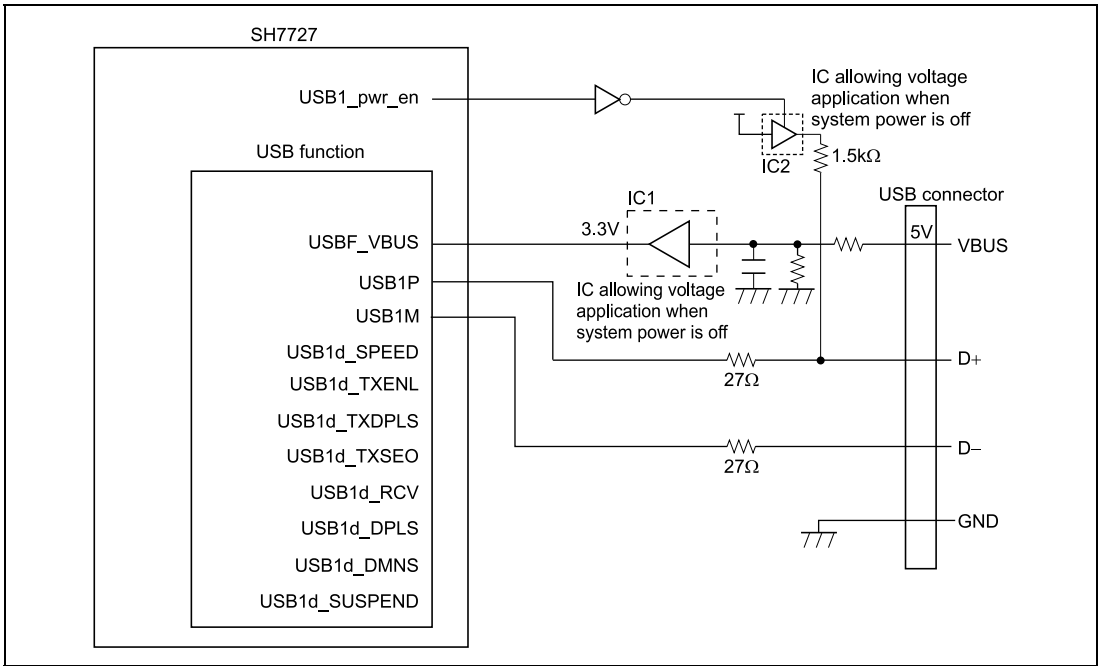 SH7727
USB1_pwr_en
IC allowing voltage
application when
system power is off
IC2
1.5kΩ
USB function
USB connector
IC1
3.3V
5V
USBF_VBUS
VBUS
IC allowing voltage
application when
system power is off
USB1P
USB1M
USB1d_SPEED
D+
27Ω
USB1d_TXENL
USB1d_TXDPLS
USB1d_TXSEO
D−
27Ω
USB1d_RCV
USB1d_DPLS
GND
USB1d_DMNS
USB1d_SUSPEND